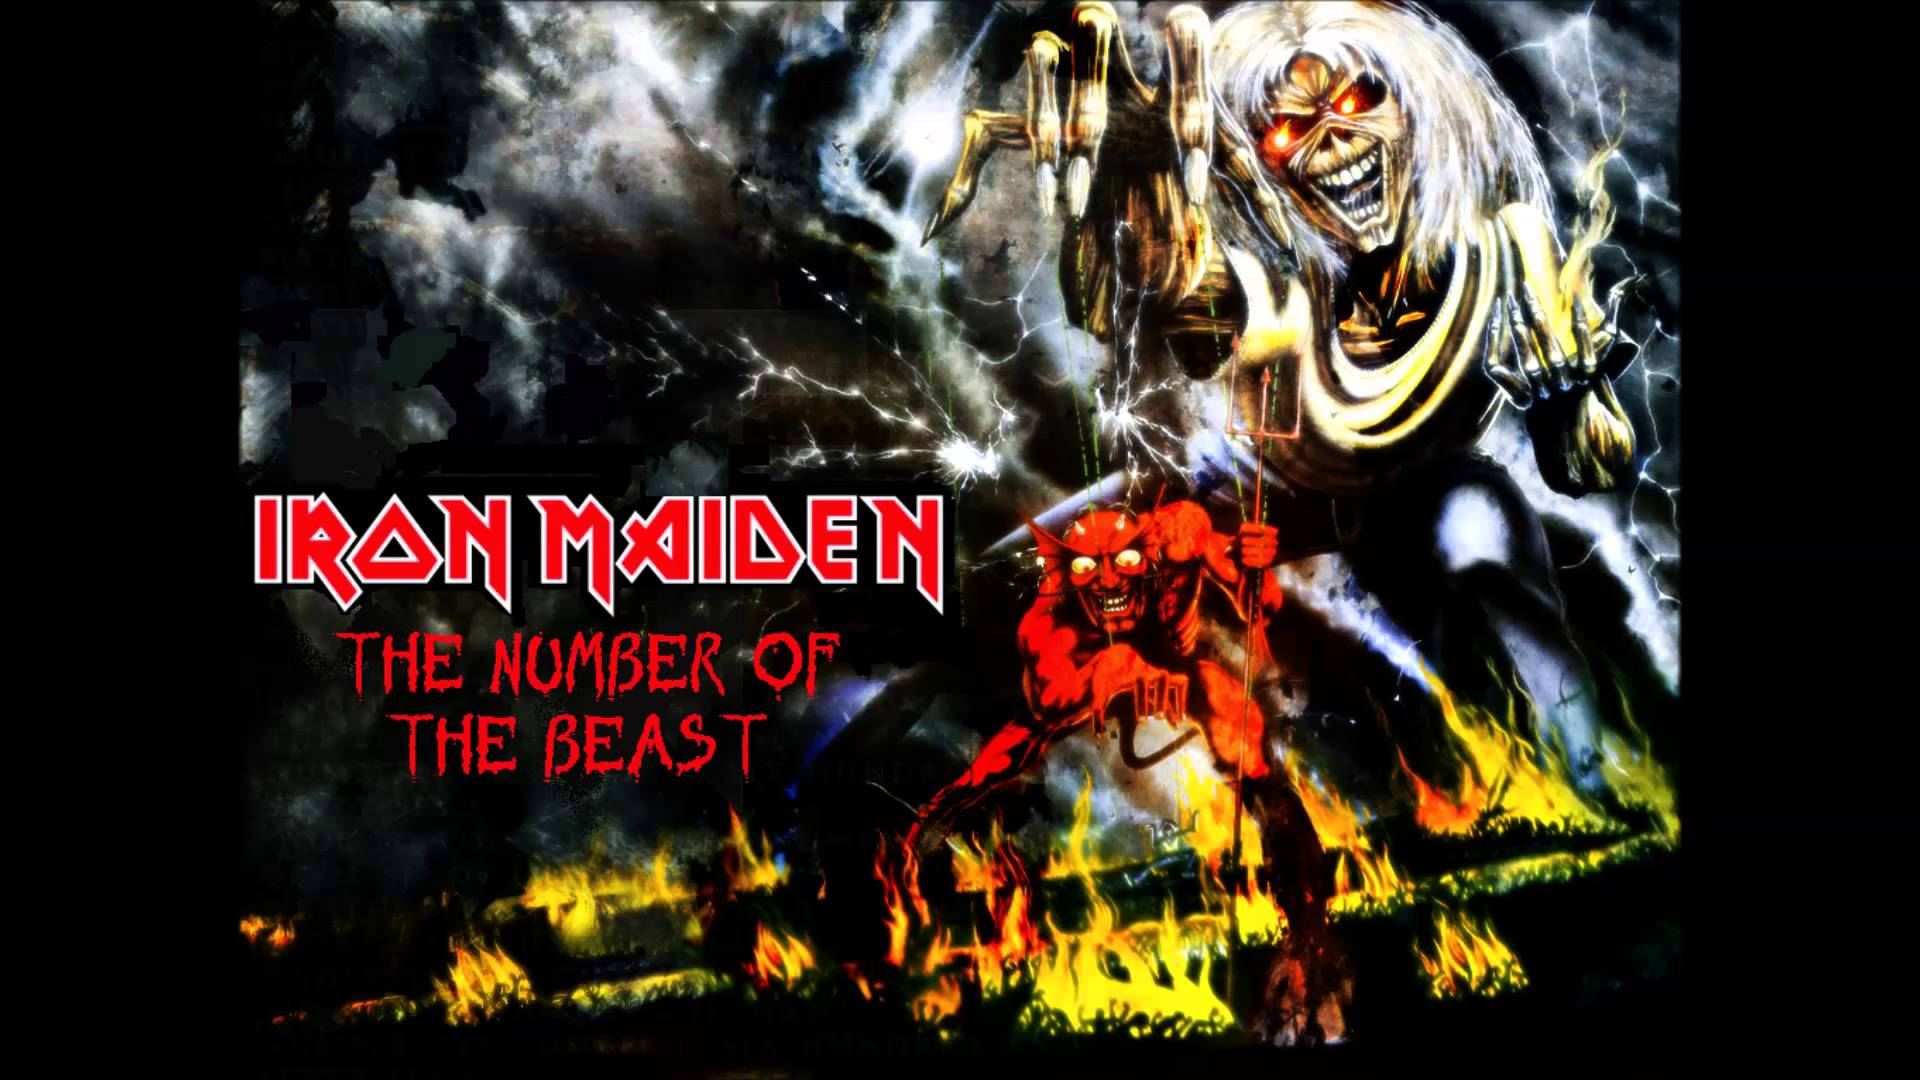 IRON MAIDEN
THE NUMBER OF
THE BEAST